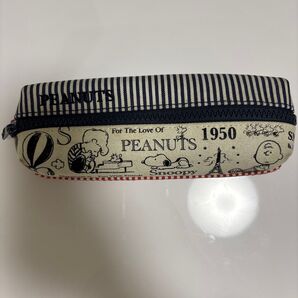 PEANUTS
For The Love Of
PEANUTS
1950
S
Snoopy
S